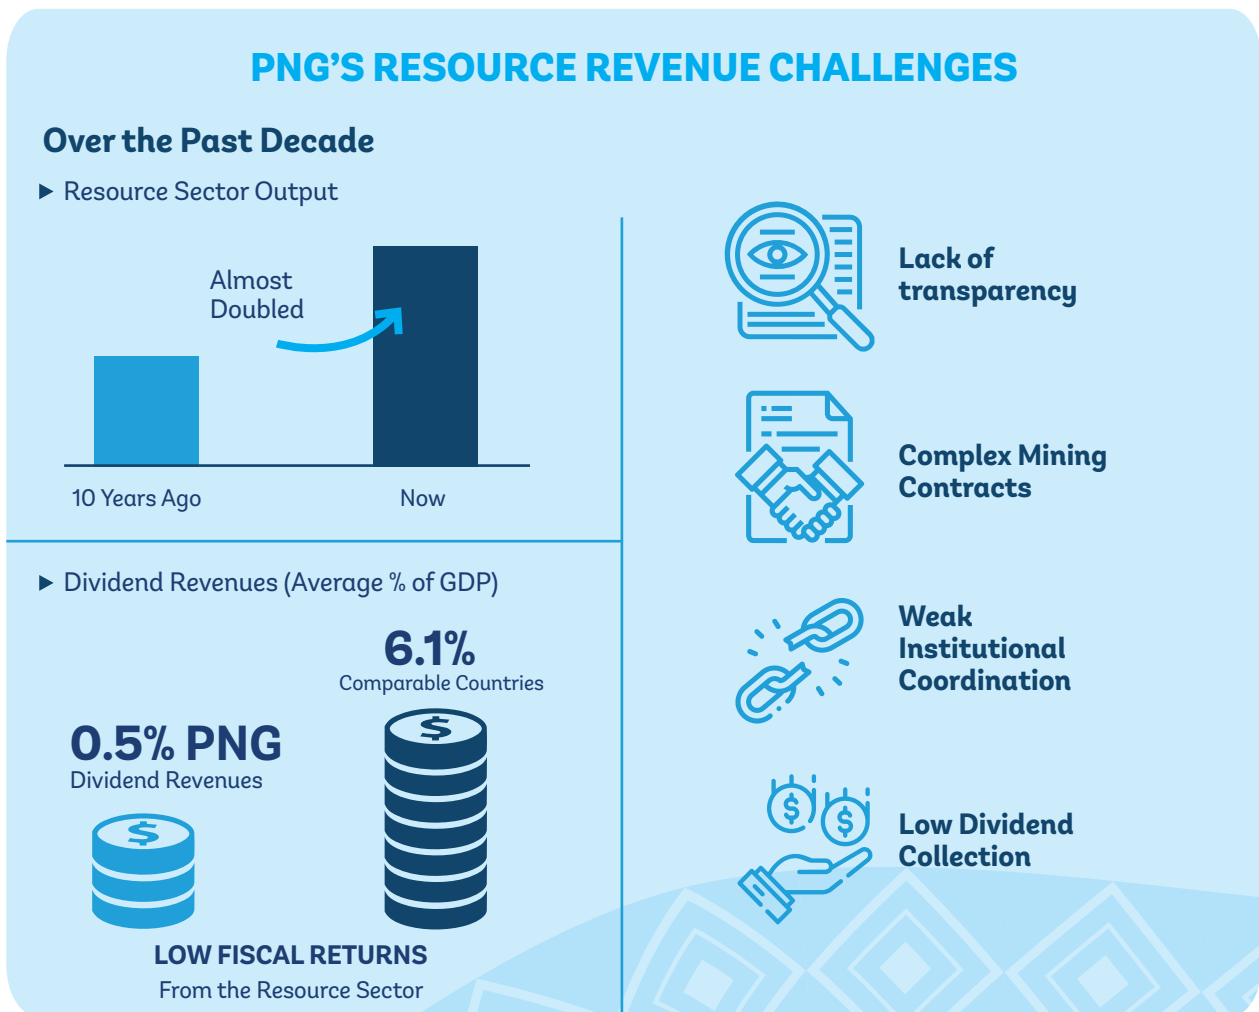 PNG’S RESOURCE REVENUE CHALLENGES
Over the Past Decade
▶ Resource Sector Output
Almost
Doubled
10 Years Ago
Now
▶ Dividend Revenues (Average % of GDP)
6.1%
Comparable Countries
0.5% PNG
Dividend Revenues
$
$
LOW FISCAL RETURNS
From the Resource Sector
Lack of
transparency
Complex Mining
Contracts
Weak
Institutional
Coordination
$ $
Low Dividend
Collection